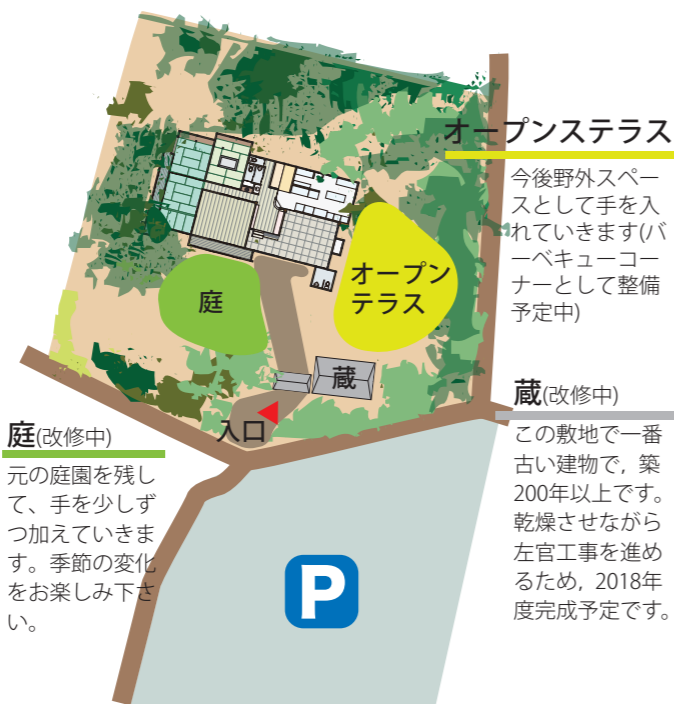 オープンステラス
今後野外スペー
スとして手を入
れていきます(バ
ーベキューコー
ナーとして整備
予定中)
オープン
テラス
庭
蔵
入口
蔵(改修中)
この敷地で一番
古い建物で，築
200年以上です。
乾燥させながら
左官工事を進め
るため，2018年
度完成予定です。
庭(改修中)
元の庭園を残し
て、手を少しず
つ加えていきま
す。季節の変化
をお楽しみ下さ
い。
P